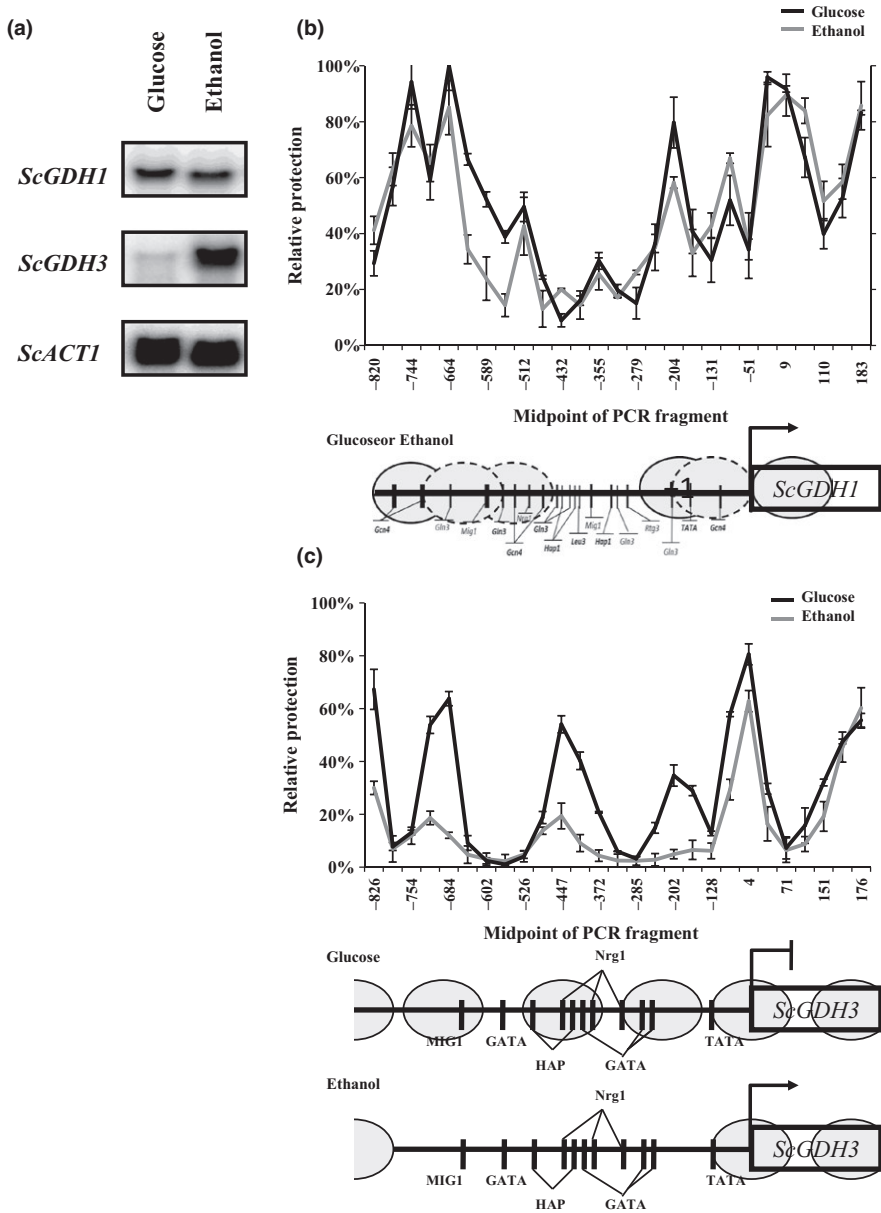 (a)
Glucose
Ethanol
ScGDH1
ScGDH3
ScACT1
(b)
Glucose
Ethanol
100%
80%
60%
40%
20%
0%
Relative protection
–820
–744
–664
–589
–512
–432
–355
–279
–204
–131
–51
9
110
183
Midpoint of PCR fragment
Glucoseor Ethanol
+1
ScGDH1
Gcn4
Gln3
Mig1
Gln3
Nrg1
Gcn4
Gln3
Hap1
Leu3
Mig1
Hap1
Gln3
Rtg3
Gln3
TATA
Gcn4
(c)
Glucose
Ethanol
100%
80%
60%
40%
20%
0%
Relative protection
–826
–754
–684
–602
–526
–447
–372
–285
–202
–128
4
71
151
176
Midpoint of PCR fragment
Glucose
Nrg1
ScGDH3
MIG1 GATA HAP GATA TATA
Ethanol
Nrg1
ScGDH3
MIG1 GATA HAP GATA TATA